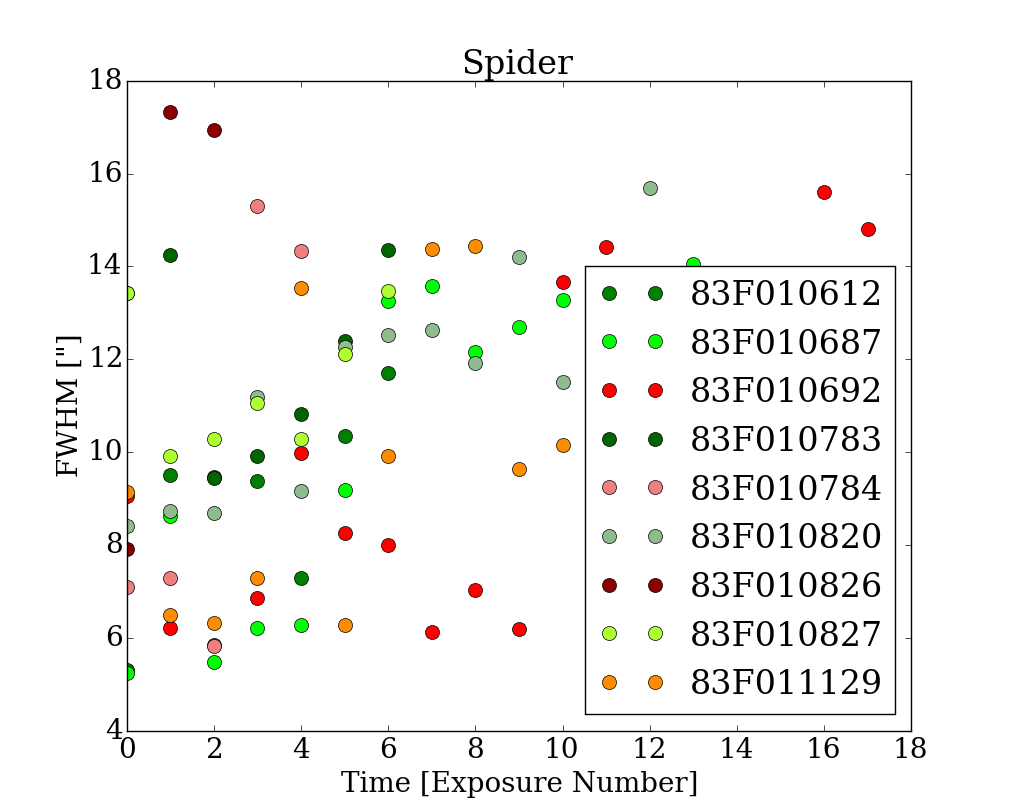 Spider
18
16
14
12
10
8
6
4
FWHM ["]
83F010612
83F010687
83F010692
83F010783
83F010784
83F010820
83F010826
83F010827
83F011129
0 2 4 6 8 10 12 14 16 18
Time [Exposure Number]